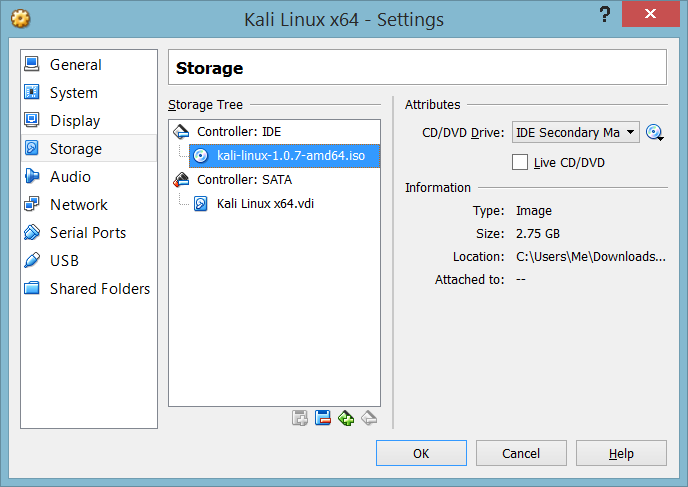 Kali Linux x64 - Settings
? x
General
System
Display
Storage
Audio
Network
Serial Ports
USB
Shared Folders
Storage
Storage Tree
Controller: IDE
kali-linux-1.0.7-amd64.iso
Controller: SATA
Kali Linux x64.vdi
Attributes
CD/DVD Drive: IDE Secondary Ma
Live CD/DVD
Information
Type: Image
Size: 2.75 GB
Location: C:\Users\Me\Downloads...
Attached to: --
OK Cancel Help